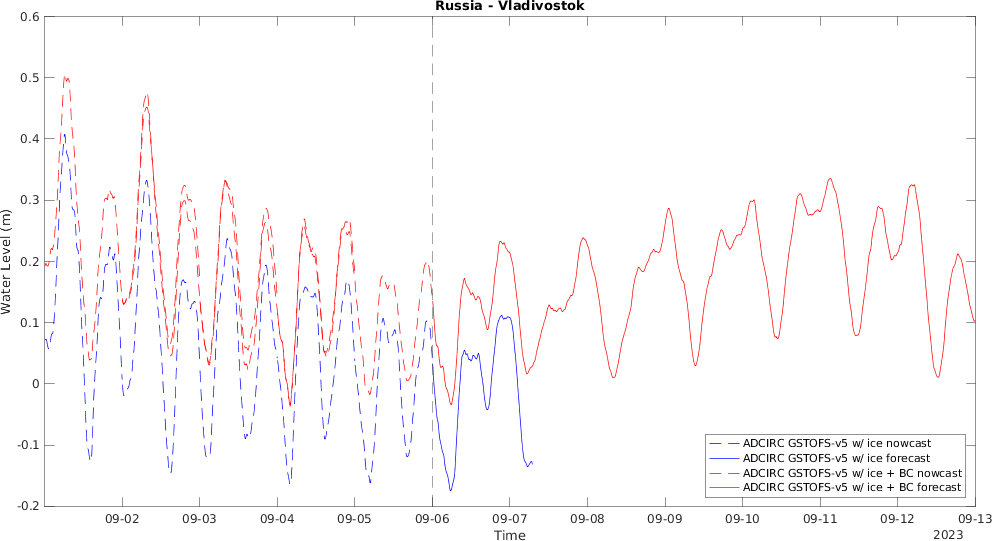 Russia - Vladivostok
Water Level (m)
0.6
0.5
0.4
0.3
0.2
0.1
0
-0.1
-0.2
ADCIRC GSTOFS-v5 w/ ice nowcast
ADCIRC GSTOFS-v5 w/ ice forecast
ADCIRC GSTOFS-v5 w/ ice + BC nowcast
ADCIRC GSTOFS-v5 w/ ice + BC forecast
09-02 09-03 09-04 09-05 09-06 09-07 09-08 09-09 09-10 09-11 09-12 09-13
Time
2023